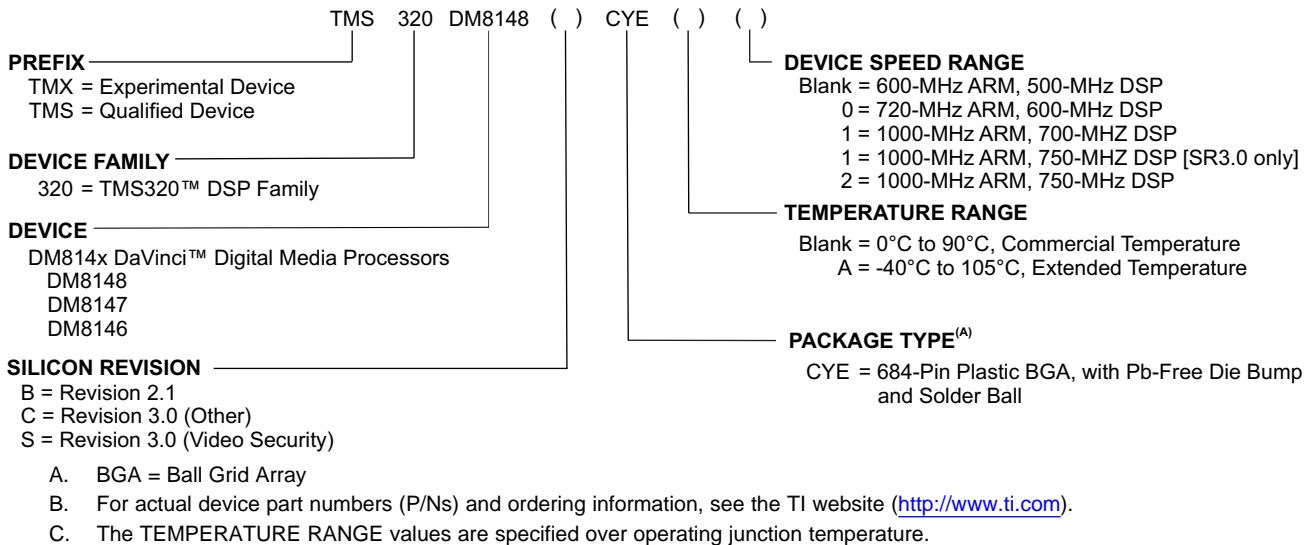 TMS 320 DM8148 ( ) CYE ( ) ( )
PREFIX
TMX = Experimental Device
TMS = Qualified Device
DEVICE FAMILY
320 = TMS320™ DSP Family
DEVICE
DM814x DaVinci™ Digital Media Processors
DM8148
DM8147
DM8146
SILICON REVISION
B = Revision 2.1
C = Revision 3.0 (Other)
S = Revision 3.0 (Video Security)
DEVICE SPEED RANGE
Blank = 600-MHz ARM, 500-MHz DSP
0 = 720-MHz ARM, 600-MHz DSP
1 = 1000-MHz ARM, 700-MHZ DSP
1 = 1000-MHz ARM, 750-MHZ DSP [SR3.0 only]
2 = 1000-MHz ARM, 750-MHz DSP
TEMPERATURE RANGE
Blank = 0°C to 90°C, Commercial Temperature
A = -40°C to 105°C, Extended Temperature
PACKAGE TYPE(A)
CYE = 684-Pin Plastic BGA, with Pb-Free Die Bump
and Solder Ball
A. BGA = Ball Grid Array
B. For actual device part numbers (P/Ns) and ordering information, see the TI website (http://www.ti.com).
C. The TEMPERATURE RANGE values are specified over operating junction temperature.